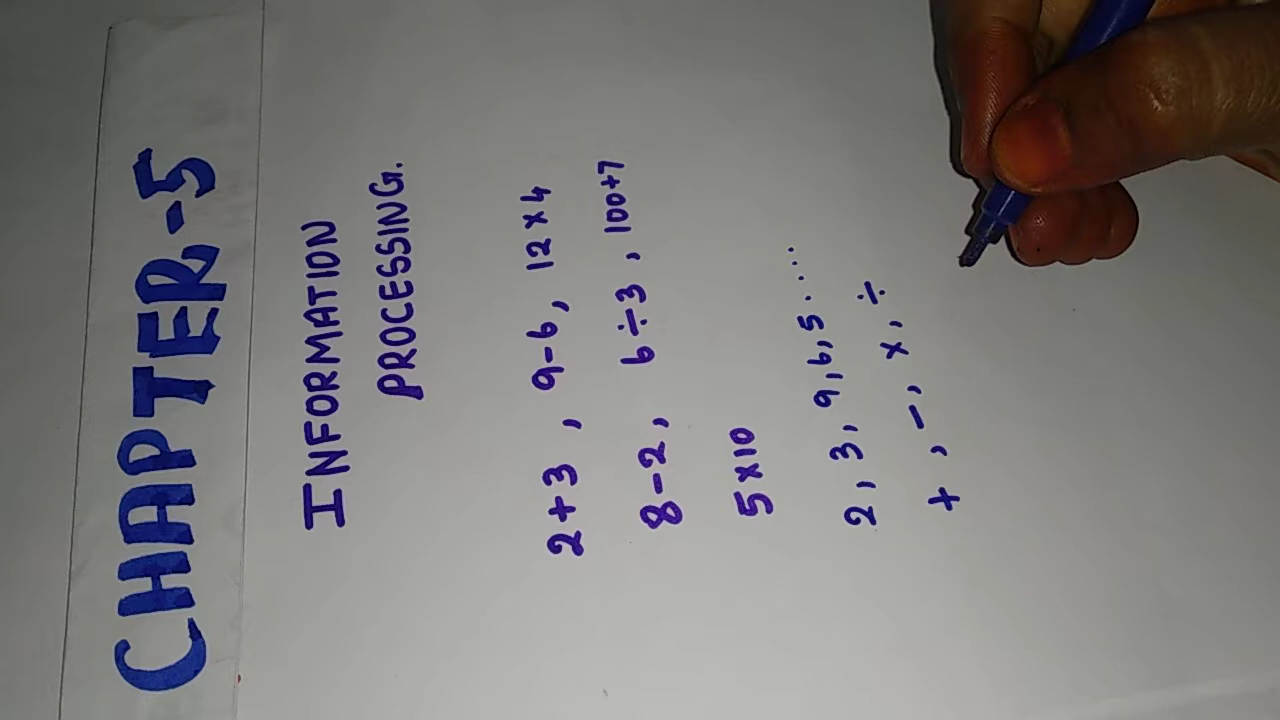 CHAPTER-5
INFORMATION
PROCESSING.
2+3, 9-6, 12×4
8-2, 6÷3, 100+7
5×10
2, 3, 9, 6, 5....
+, -, ×, ÷